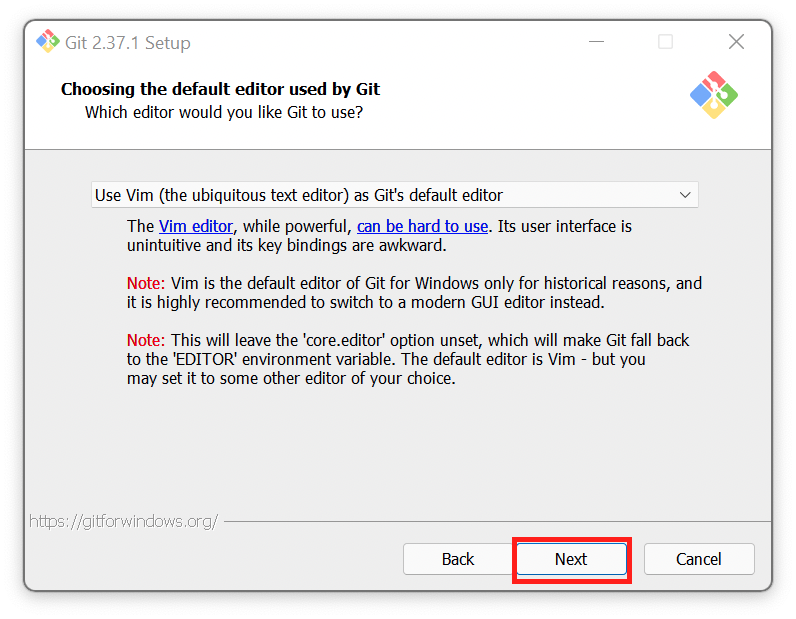 Git 2.37.1 Setup
Choosing the default editor used by Git
Which editor would you like Git to use?
Use Vim (the ubiquitous text editor) as Git's default editor
The Vim editor, while powerful, can be hard to use. Its user interface is
unintuitive and its key bindings are awkward.
Note: Vim is the default editor of Git for Windows only for historical reasons, and
it is highly recommended to switch to a modern GUI editor instead.
Note: This will leave the 'core.editor' option unset, which will make Git fall back
to the 'EDITOR' environment variable. The default editor is Vim - but you
may set it to some other editor of your choice.
https://gitforwindows.org/
Back Next Cancel